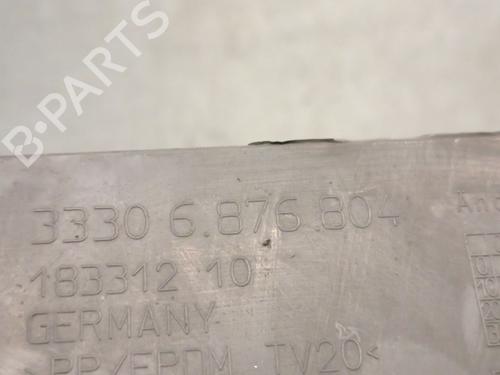 B-PARTS
3330 6.876 804
183312 10
GERMANY
>PP/EPDM TV20<